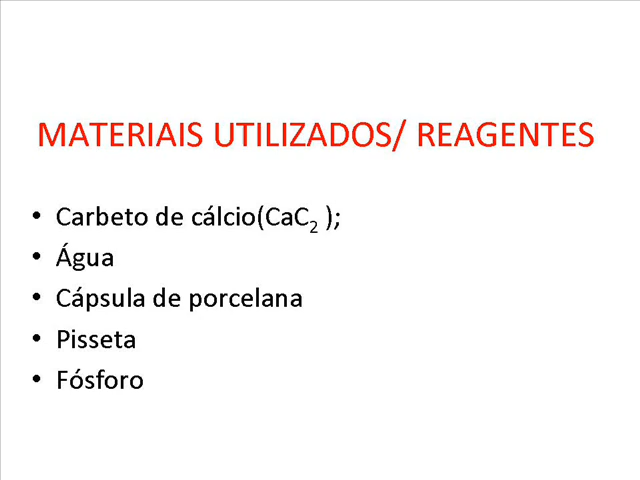 MATERIAIS UTILIZADOS/ REAGENTES
• Carbeto de cálcio(CaC₂ );
• Água
• Cápsula de porcelana
• Pisseta
• Fósforo